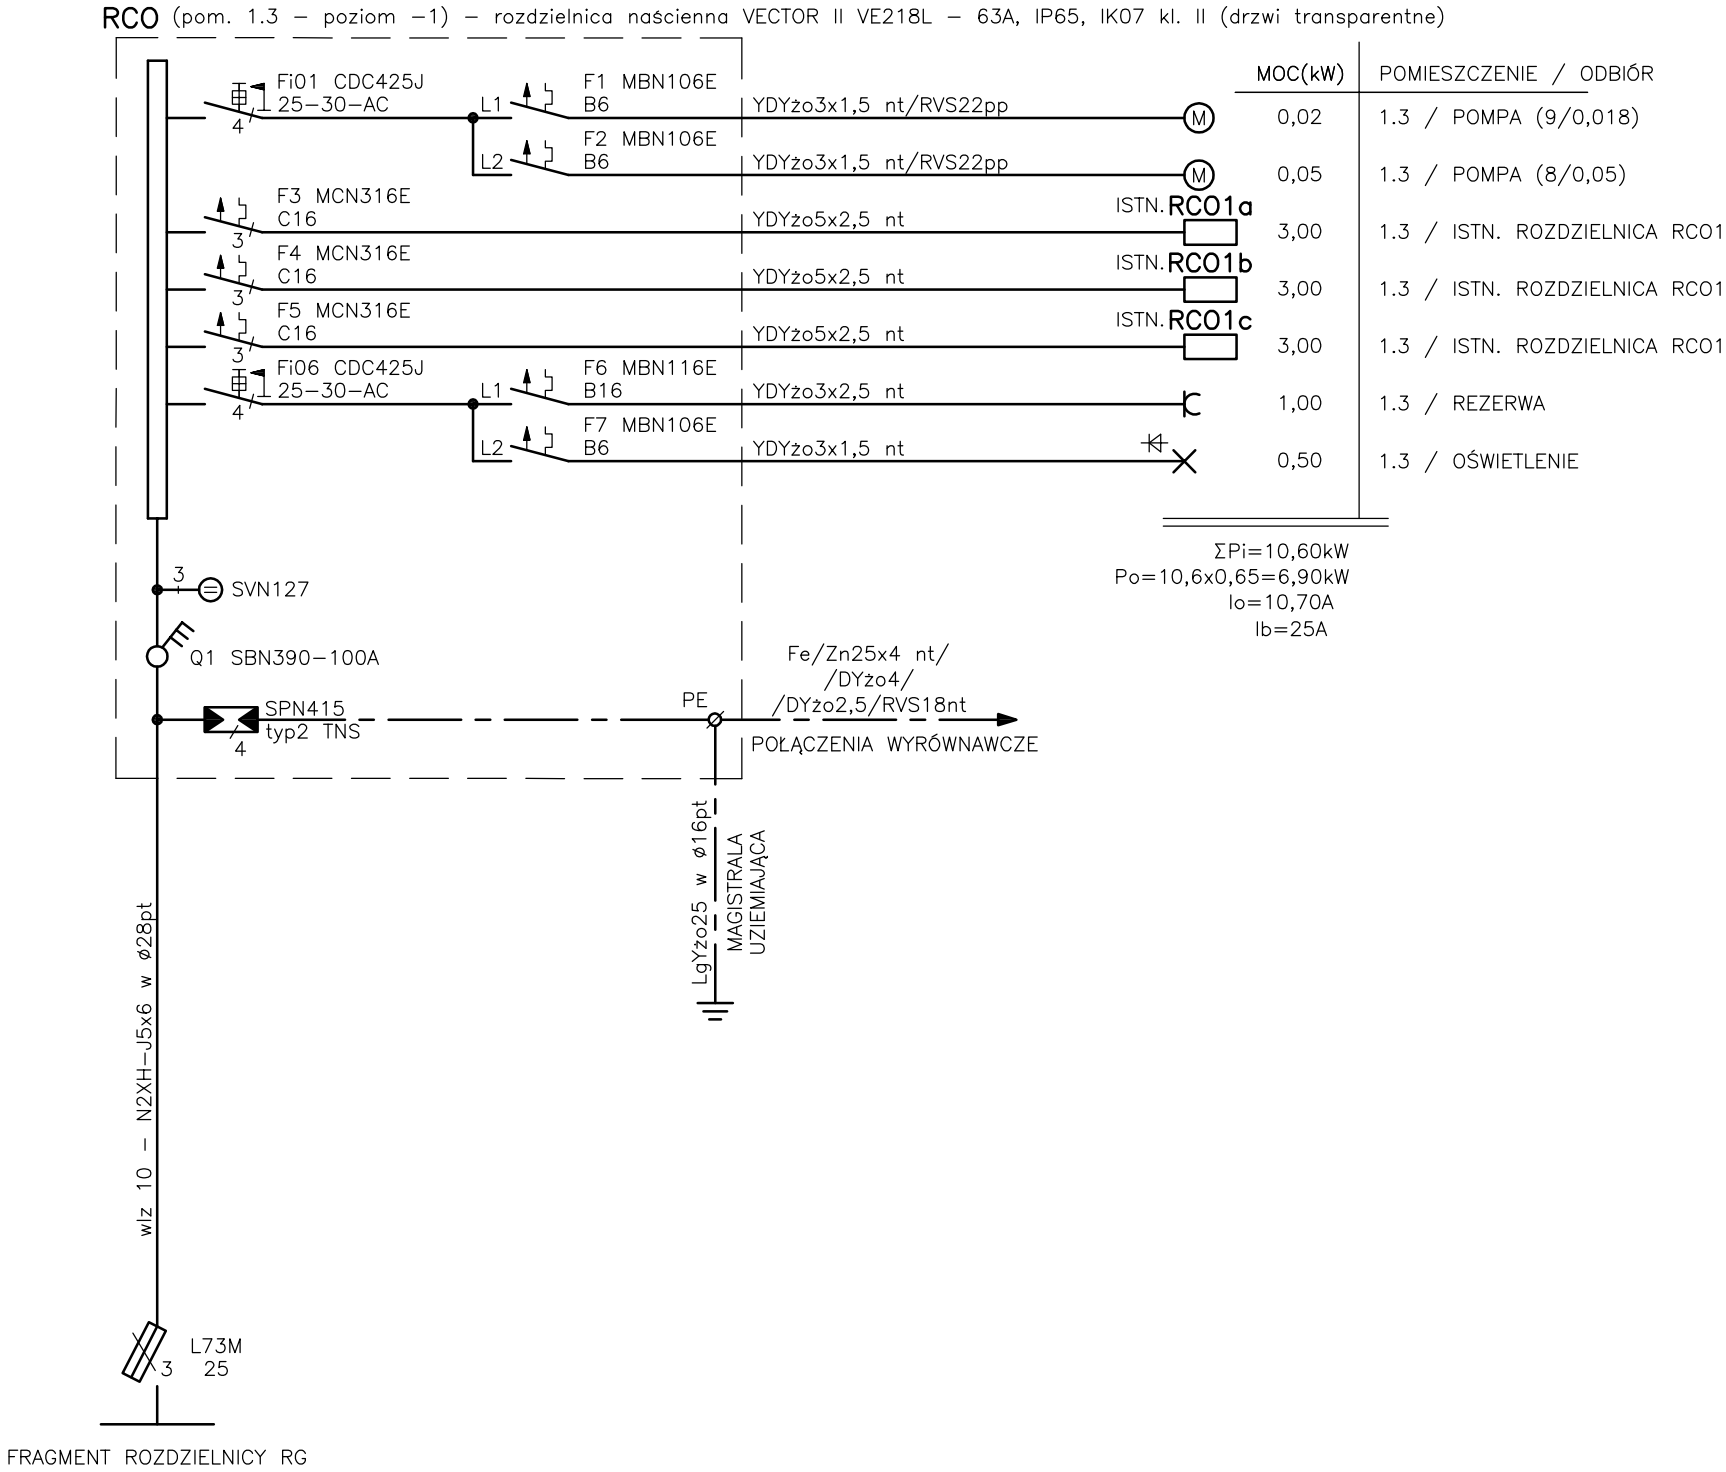 RCO (pom. 1.3 – poziom –1) – rozdzielnica naścienna VECTOR II VE218L – 63A, IP65, IK07 kl. II (drzwi transparentne)
MOC(kW) POMIESZCZENIE / ODBIÓR
Fi01 CDC425J
25–30–AC
4
L1
F1 MBN106E
B6
YDYżo3x1,5 nt/RVS22pp
M
0,02
1.3 / POMPA (9/0,018)
L2
F2 MBN106E
B6
YDYżo3x1,5 nt/RVS22pp
M
0,05
1.3 / POMPA (8/0,05)
F3 MCN316E
C16
3
YDYżo5x2,5 nt
ISTN. RCO1a
3,00
1.3 / ISTN. ROZDZIELNICA RCO1
F4 MCN316E
C16
3
YDYżo5x2,5 nt
ISTN. RCO1b
3,00
1.3 / ISTN. ROZDZIELNICA RCO1
F5 MCN316E
C16
3
YDYżo5x2,5 nt
ISTN. RCO1c
3,00
1.3 / ISTN. ROZDZIELNICA RCO1
Fi06 CDC425J
25–30–AC
4
L1
F6 MBN116E
B16
YDYżo3x2,5 nt
1,00
1.3 / REZERWA
L2
F7 MBN106E
B6
YDYżo3x1,5 nt
0,50
1.3 / OŚWIETLENIE
ΣPi=10,60kW
Po=10,6x0,65=6,90kW
Io=10,70A
Ib=25A
3
SVN127
Q1 SBN390–100A
SPN415
typ2 TNS
4
PE
Fe/Zn25x4 nt/
/DYżo4/
/DYżo2,5/RVS18nt
POŁĄCZENIA WYRÓWNAWCZE
LgYżo25 w ø16pt
MAGISTRALA
UZIEMIAJĄCA
wlz 10 – N2XH–J5x6 w ø28pt
L73M
3 25
FRAGMENT ROZDZIELNICY RG